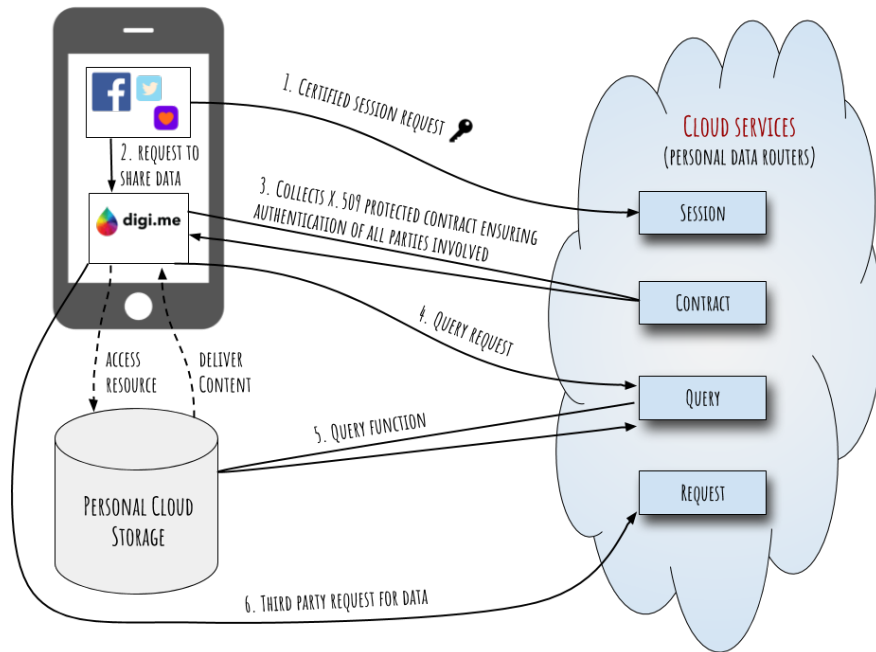 1. Certified session request
Cloud services
(personal data routers)
2. request to
share data
digi.me
3. Collects X.509 protected contract ensuring
authentication of all parties involved
Session
Contract
4. Query request
access
resource
deliver
Content
Query
5. Query function
Request
Personal Cloud
Storage
6. Third party request for data